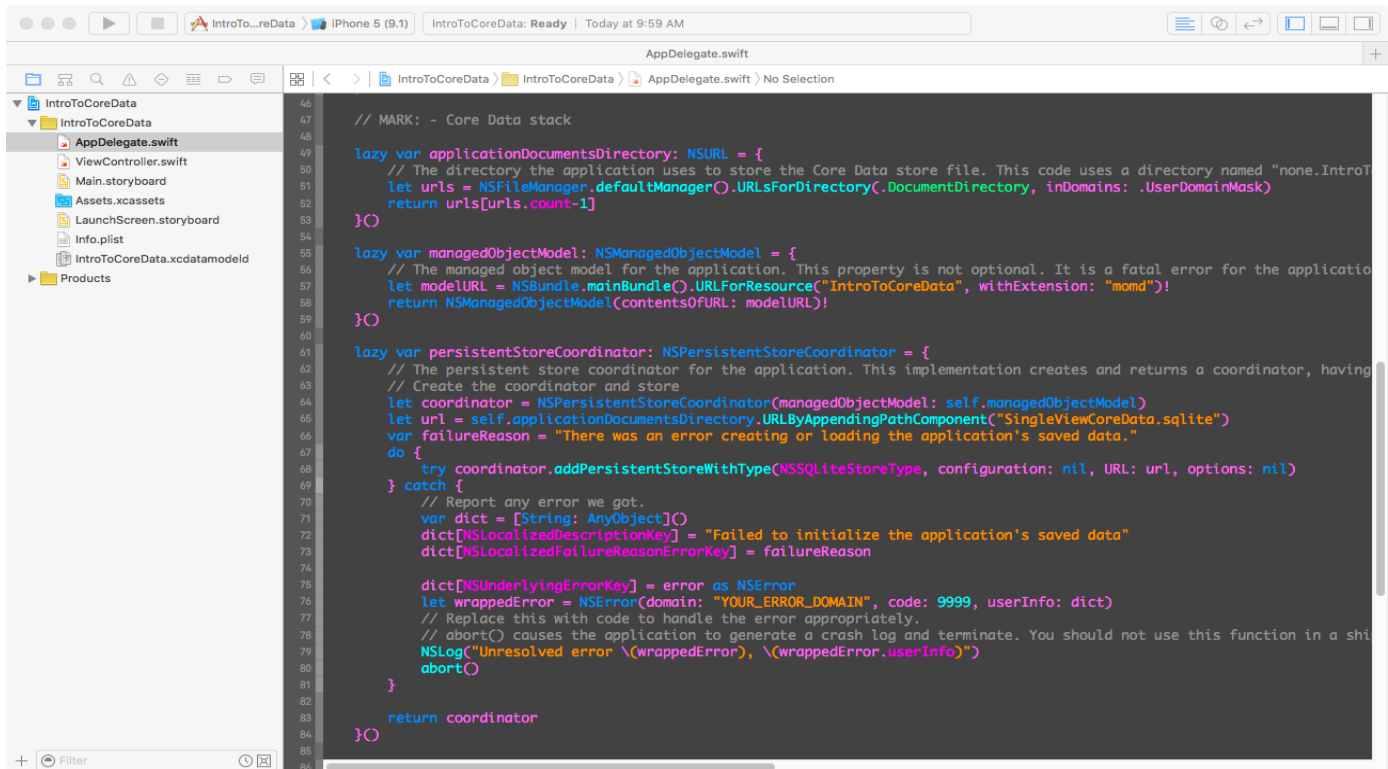 IntroTo...reData
iPhone 5 (9.1)
IntroToCoreData: Ready | Today at 9:59 AM
AppDelegate.swift
IntroToCoreData
IntroToCoreData
AppDelegate.swift
No Selection
IntroToCoreData
IntroToCoreData
AppDelegate.swift
ViewController.swift
Main.storyboard
Assets.xcassets
LaunchScreen.storyboard
Info.plist
IntroToCoreData.xcdatamodeld
Products
Filter
46
47 // MARK: - Core Data stack
48
49 lazy var applicationDocumentsDirectory: NSURL = {
50 // The directory the application uses to store the Core Data store file. This code uses a directory named "none.IntroT
51 let urls = NSFileManager.defaultManager().URLsForDirectory(.DocumentDirectory, inDomains: .UserDomainMask)
52 return urls[urls.count-1]
53 }()
54
55 lazy var managedObjectModel: NSManagedObjectModel = {
56 // The managed object model for the application. This property is not optional. It is a fatal error for the applicatio
57 let modelURL = NSBundle.mainBundle().URLForResource("IntroToCoreData", withExtension: "momd")!
58 return NSManagedObjectModel(contentsOfURL: modelURL)!
59 }()
60
61 lazy var persistentStoreCoordinator: NSPersistentStoreCoordinator = {
62 // The persistent store coordinator for the application. This implementation creates and returns a coordinator, having
63 // Create the coordinator and store
64 let coordinator = NSPersistentStoreCoordinator(managedObjectModel: self.managedObjectModel)
65 let url = self.applicationDocumentsDirectory.URLByAppendingPathComponent("SingleViewCoreData.sqlite")
66 var failureReason = "There was an error creating or loading the application's saved data."
67 do {
68 try coordinator.addPersistentStoreWithType(NSSQLiteStoreType, configuration: nil, URL: url, options: nil)
69 } catch {
70 // Report any error we got.
71 var dict = [String: AnyObject]()
72 dict[NSLocalizedDescriptionKey] = "Failed to initialize the application's saved data"
73 dict[NSLocalizedFailureReasonErrorKey] = failureReason
74
75 dict[NSUnderlyingErrorKey] = error as NSError
76 let wrappedError = NSError(domain: "YOUR_ERROR_DOMAIN", code: 9999, userInfo: dict)
77 // Replace this with code to handle the error appropriately.
78 // abort() causes the application to generate a crash log and terminate. You should not use this function in a shi
79 NSLog("Unresolved error \(wrappedError), \(wrappedError.userInfo)")
80 abort()
81 }
82
83 return coordinator
84 }()
85
86